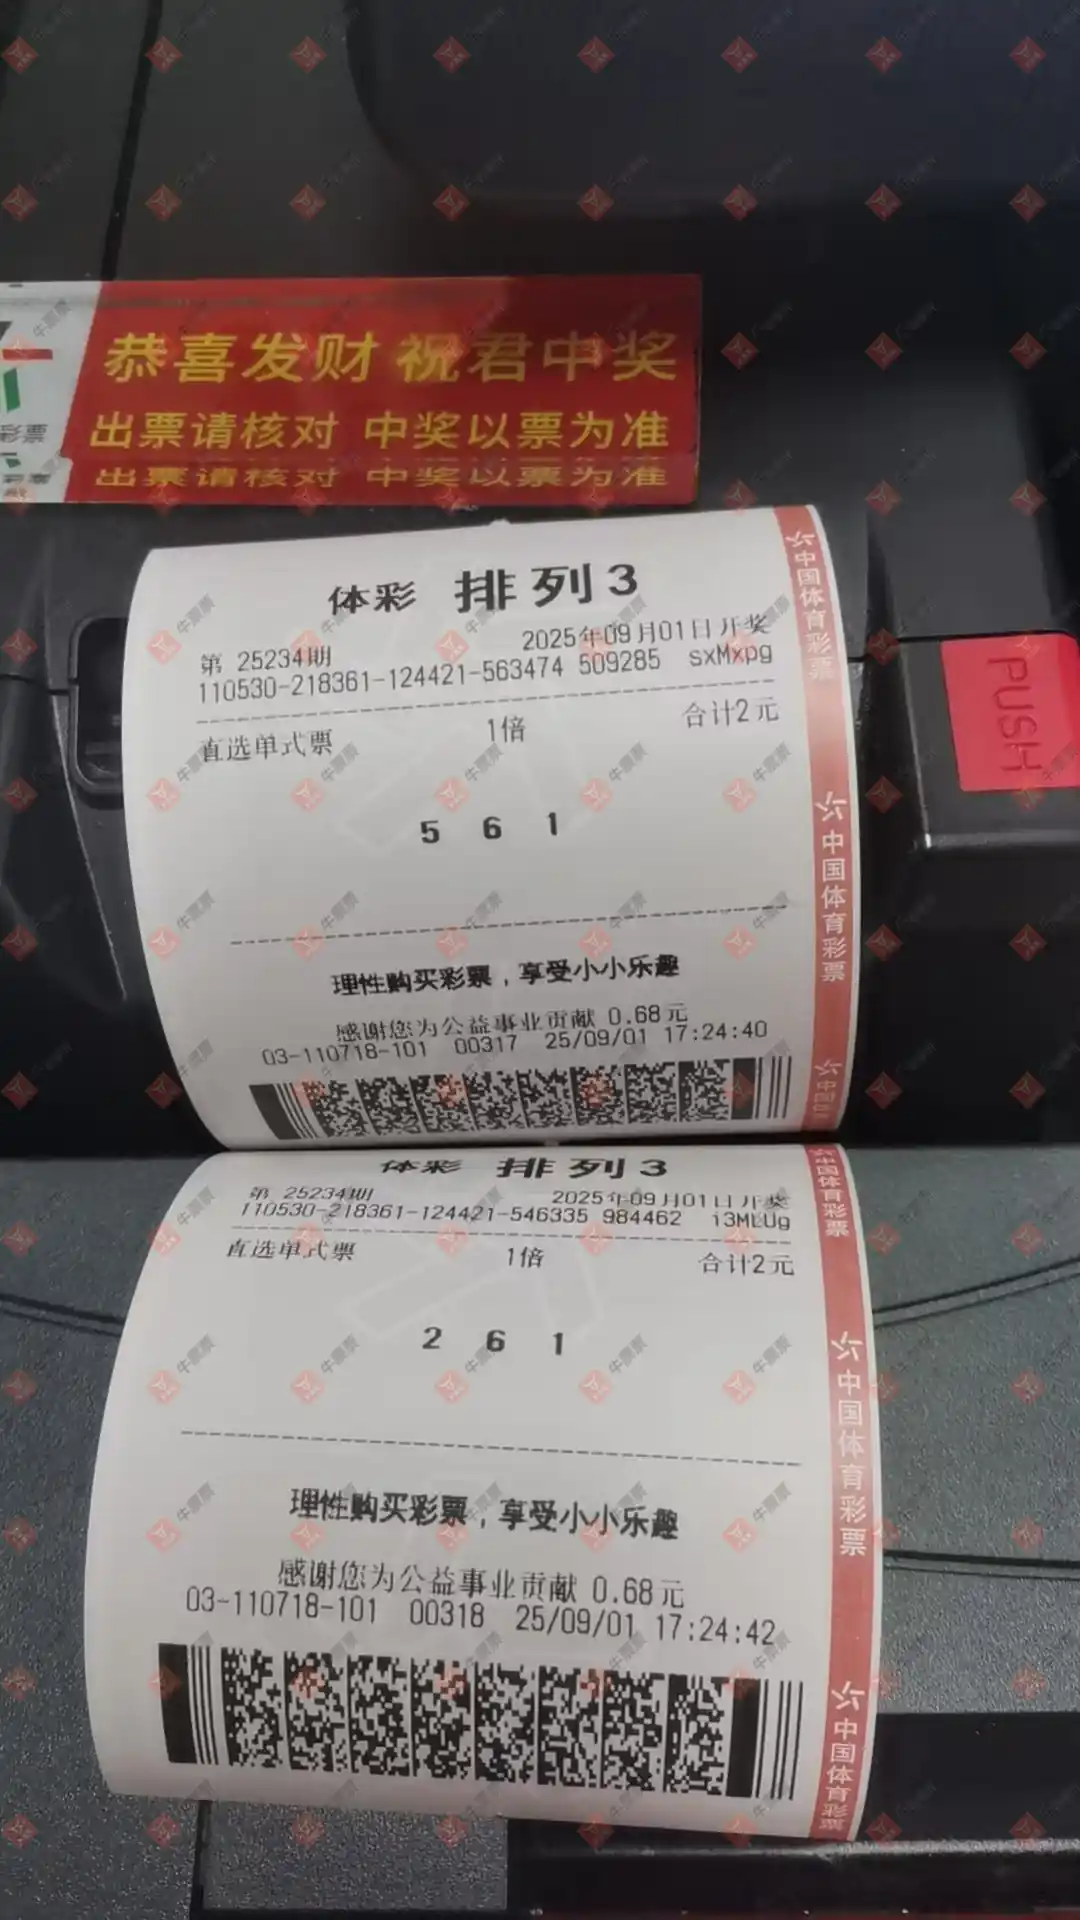 恭喜发财 祝君中奖
出票请核对 中奖以票为准
出票请核对 中奖以票为准
体彩 排列3
第 25234期 2025年09月01日开奖
110530-218361-124421-563474 509285 sxMxpg
直选单式票 1倍 合计2元
5 6 1
理性购买彩票，享受小小乐趣
感谢您为公益事业贡献 0.68元
03-110718-101 00317 25/09/01 17:24:40
中国体育彩票
中国体育彩票
PUSH
体彩 排列3
第 25234期 2025年09月01日开奖
110530-218361-124421-546335 984462 i3MLUg
直选单式票 1倍 合计2元
2 6 1
理性购买彩票，享受小小乐趣
感谢您为公益事业贡献 0.68元
03-110718-101 00318 25/09/01 17:24:42
中国体育彩票
中国体育彩票
中国体育彩票
牛票票